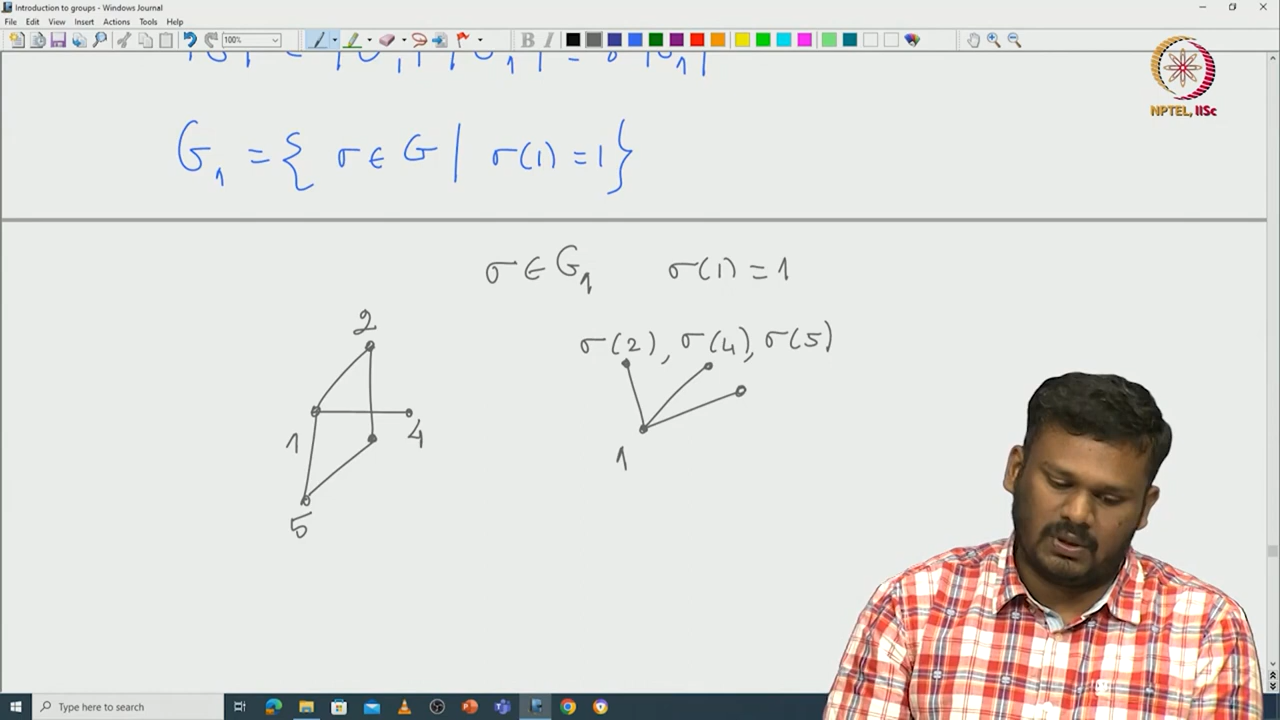 Introduction to groups - Windows Journal
File Edit View Insert Actions Tools Help
100%
B I
NPTEL, IISc
G₁ = { σ ∈ G | σ(1) = 1 }
σ ∈ G₁ σ(1) = 1
2
σ(2), σ(4), σ(5)
1 4
1
5
Type here to search